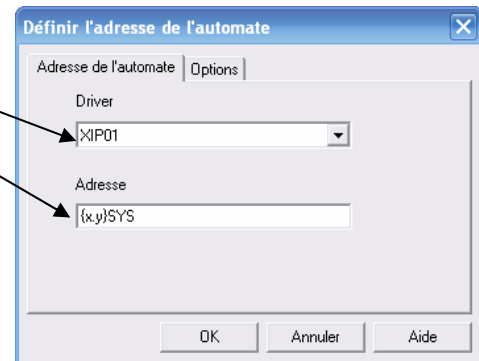 Définir l'adresse de l'automate
Adresse de l'automate Options
Driver
XIP01
Adresse
{x.y}SYS
OK Annuler Aide